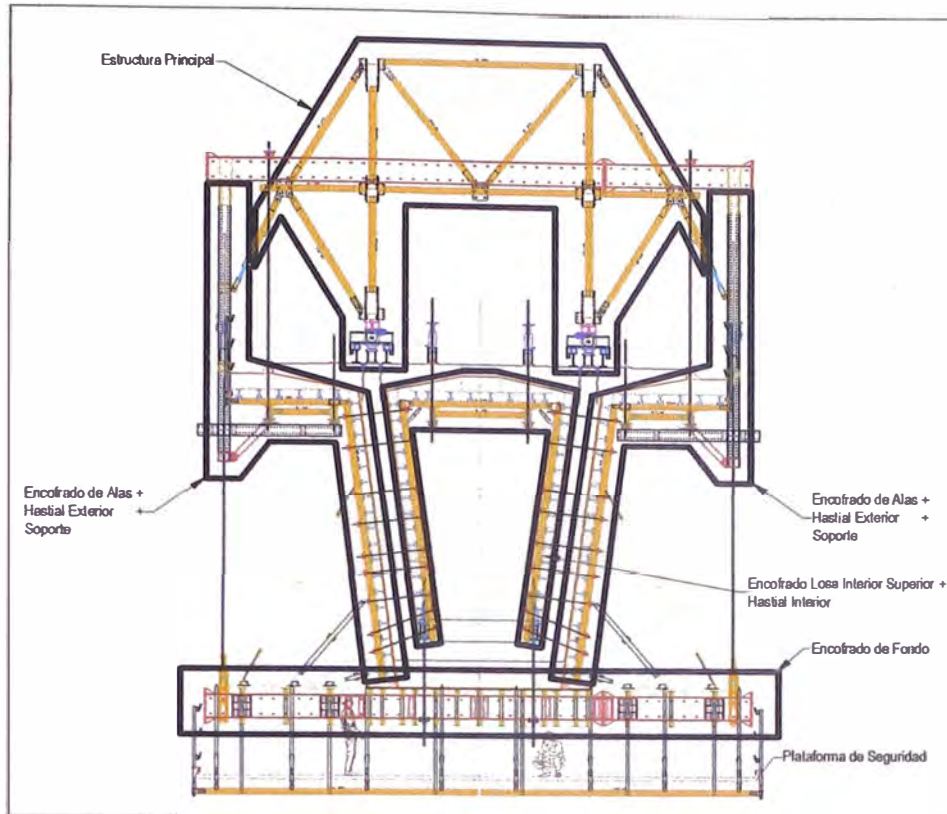 Estructura Principal
Encofrado de Alas +
Hastial Exterior +
Soporte
Encofrado de Alas +
Hastial Exterior +
Soporte
Encofrado Losa Interior Superior +
Hastial Interior
Encofrado de Fondo
Plataforma de Seguridad